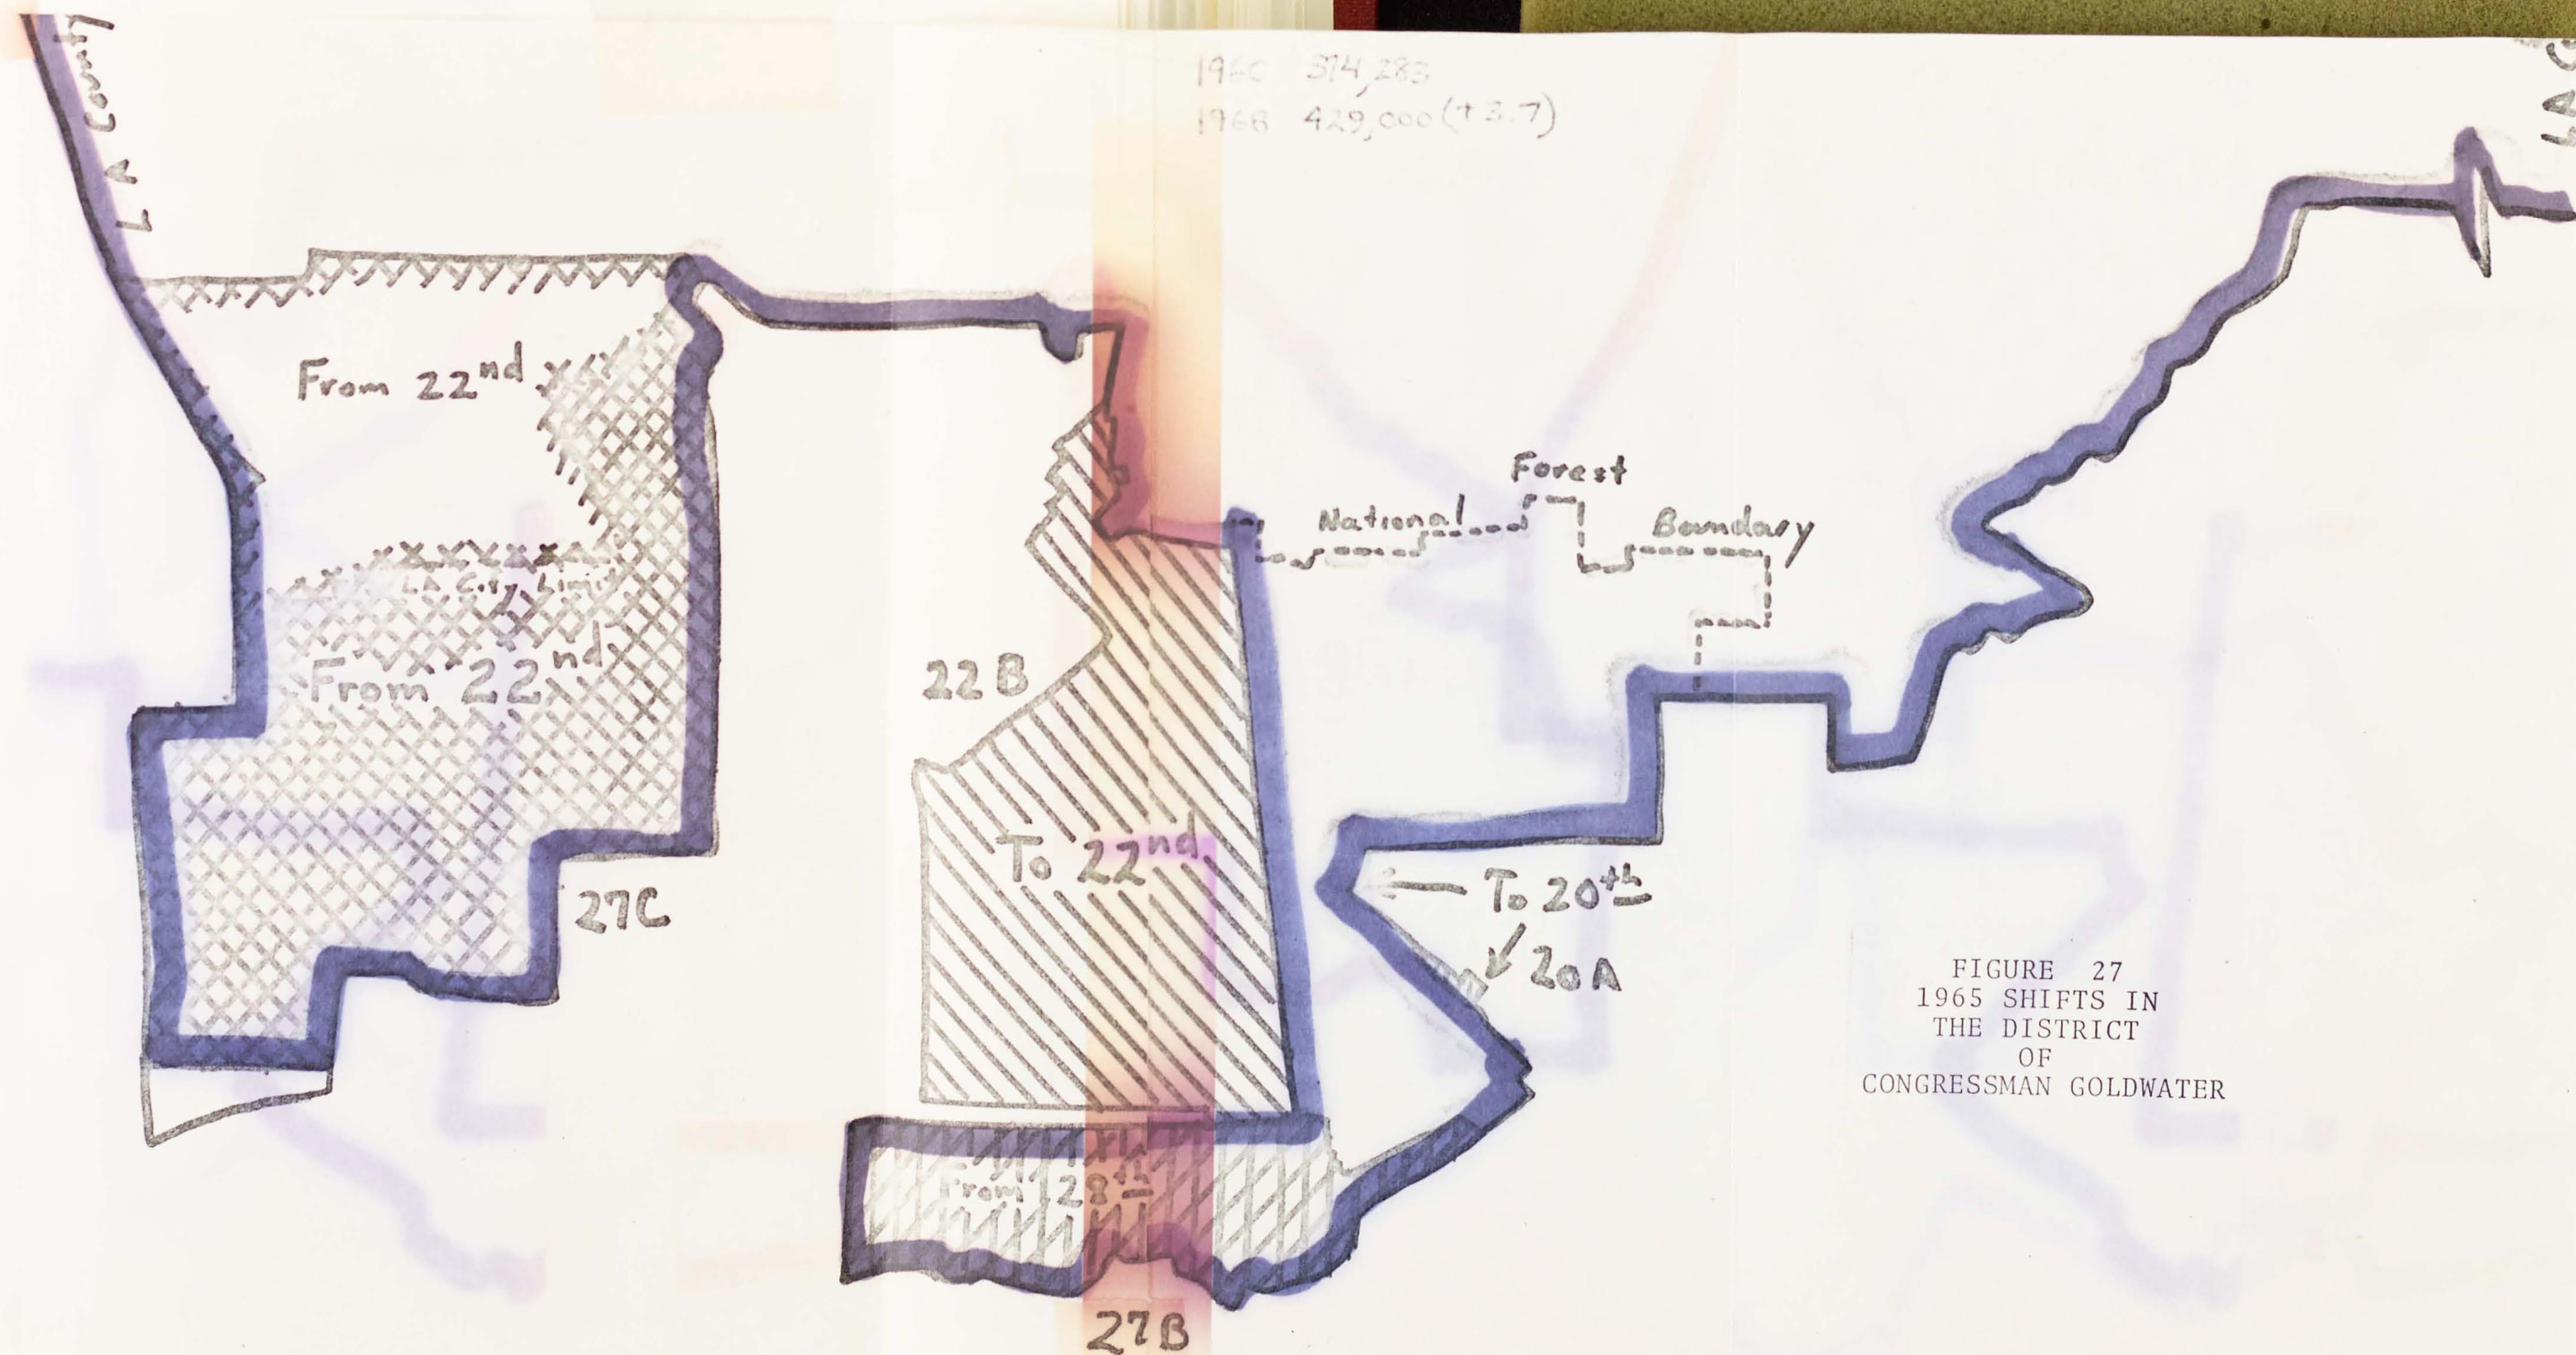 L A County
L A Co
1960 374,283
1968 429,000 (+3.7)
From 22nd
Forest
National
Boundary
L.A. City Limit
From 22nd
22B
To 22nd
27C
To 20th
20A
FIGURE 27
1965 SHIFTS IN
THE DISTRICT
OF
CONGRESSMAN GOLDWATER
From 28th
27B